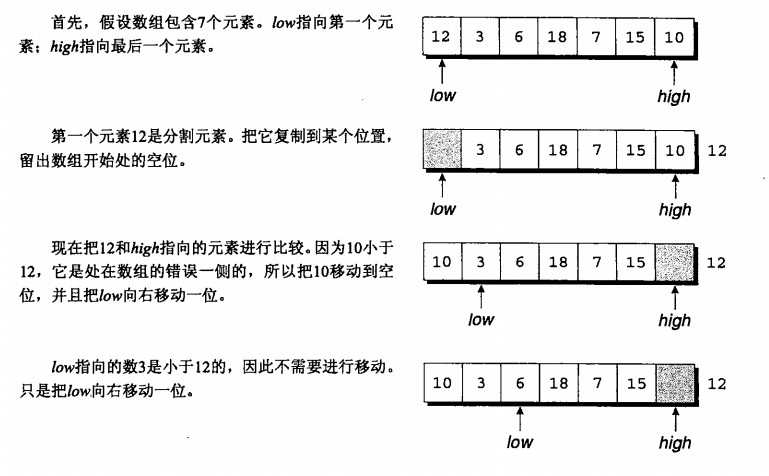 首先，假设数组包含7个元素。low指向第一个元
素；high指向最后一个元素。
12 3 6 18 7 15 10
low high
第一个元素12是分割元素。把它复制到某个位置，
留出数组开始处的空位。
3 6 18 7 15 10 12
low high
现在把12和high指向的元素进行比较。因为10小于
12，它是处在数组的错误一侧的，所以把10移动到空
位，并且把low向右移动一位。
10 3 6 18 7 15 12
low high
low指向的数3是小于12的，因此不需要进行移动。
只是把low向右移动一位。
10 3 6 18 7 15 12
low high